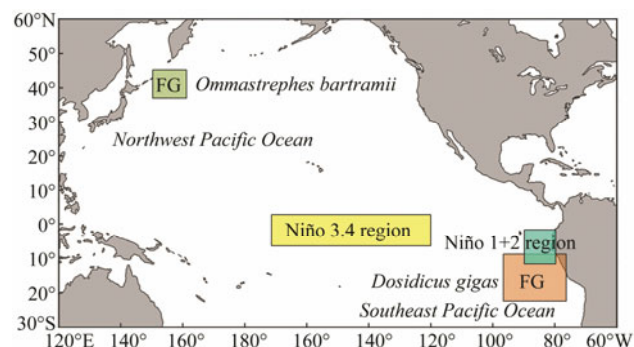 60°N
50°
40°
30°
20°
10°
0°
10°
20°
30°S
FG Ommastrephes bartramii
Northwest Pacific Ocean
Niño 3.4 region
Niño 1+2 region
Dosidicus gigas FG
Southeast Pacific Ocean
120°E 140° 160° 180° 160° 140° 120° 100° 80° 60°W